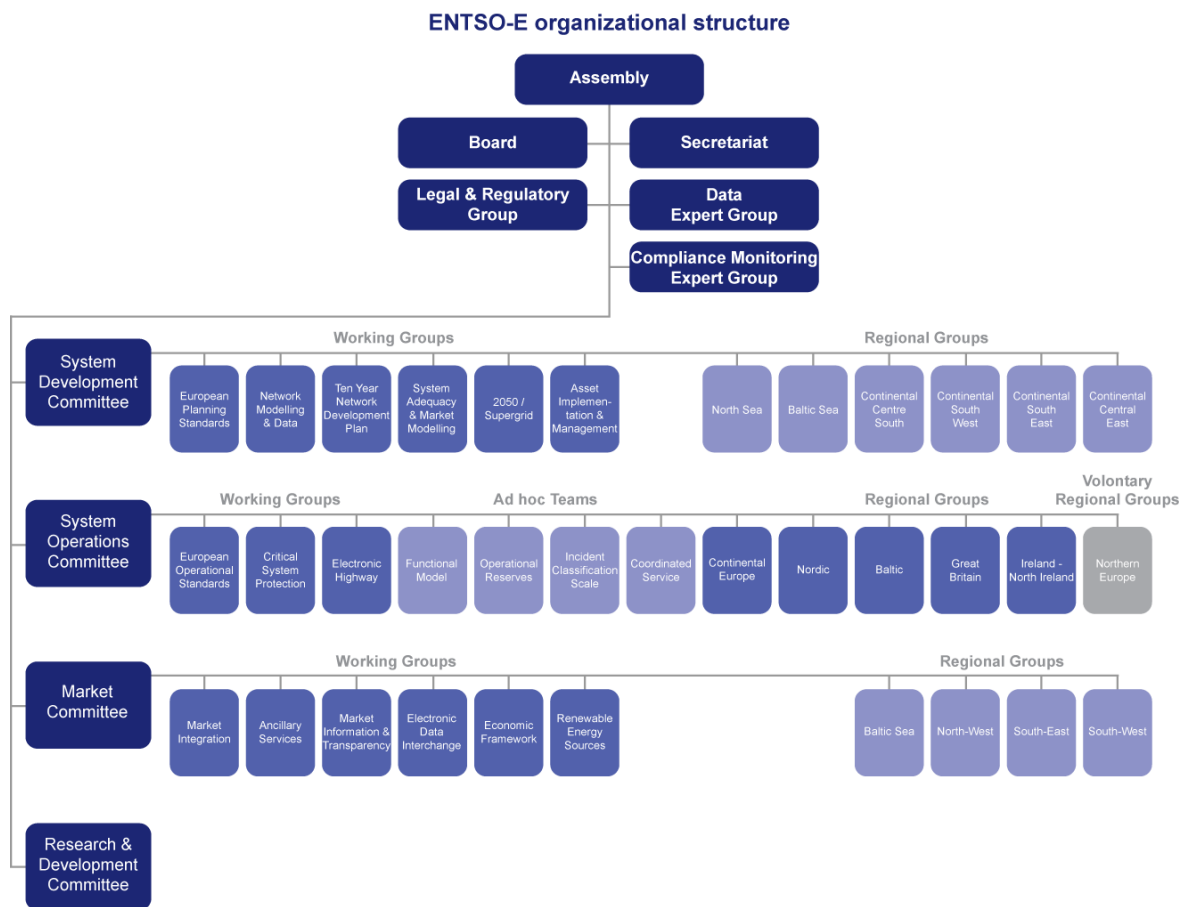 ENTSO-E organizational structure
Assembly
Board
Secretariat
Legal & Regulatory
Group
Data
Expert Group
Compliance Monitoring
Expert Group
System
Development
Committee
Working Groups
European
Planning
Standards
Network
Modelling
& Data
Ten Year
Network
Development
Plan
System
Adequacy
& Market
Modelling
2050 /
Supergrid
Asset
Implemen-
tation &
Management
Regional Groups
North Sea
Baltic Sea
Continental
Centre
South
Continental
South
West
Continental
South
East
Continental
Central
East
System
Operations
Committee
Working Groups
European
Operational
Standards
Critical
System
Protection
Electronic
Highway
Ad hoc Teams
Functional
Model
Operational
Reserves
Incident
Classification
Scale
Coordinated
Service
Regional Groups
Continental
Europe
Nordic
Baltic
Great
Britain
Ireland -
North Ireland
Volontary
Regional Groups
Northern
Europe
Market
Committee
Working Groups
Market
Integration
Ancillary
Services
Market
Information &
Transparency
Electronic
Data
Interchange
Economic
Framework
Renewable
Energy
Sources
Regional Groups
Baltic Sea
North-West
South-East
South-West
Research &
Development
Committee